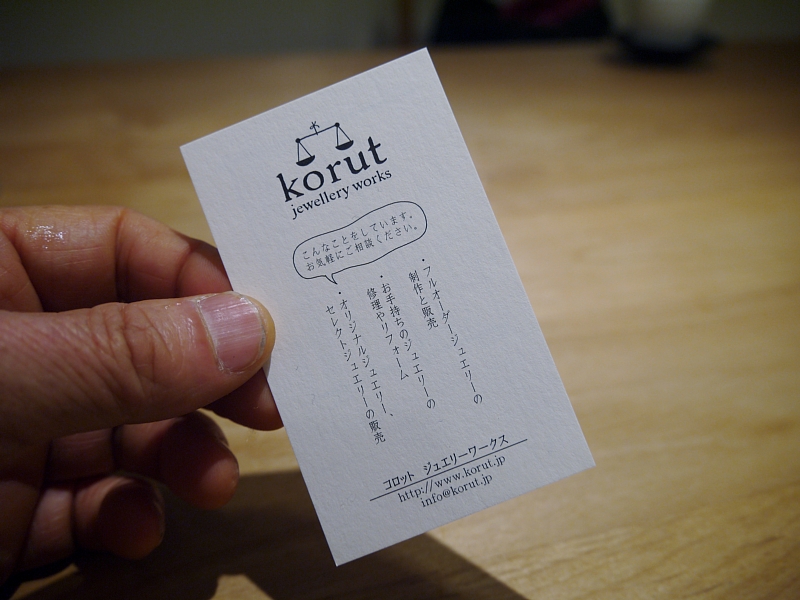 korut
jewellery works
こんなことをしています。
お気軽にご相談ください。
・フルオーダージュエリーの
制作と販売
・お手持ちのジュエリーの
修理やリフォーム
・オリジナルジュエリー、
セレクトジュエリーの販売
コロット ジュエリーワークス
http://www.korut.jp
info@korut.jp